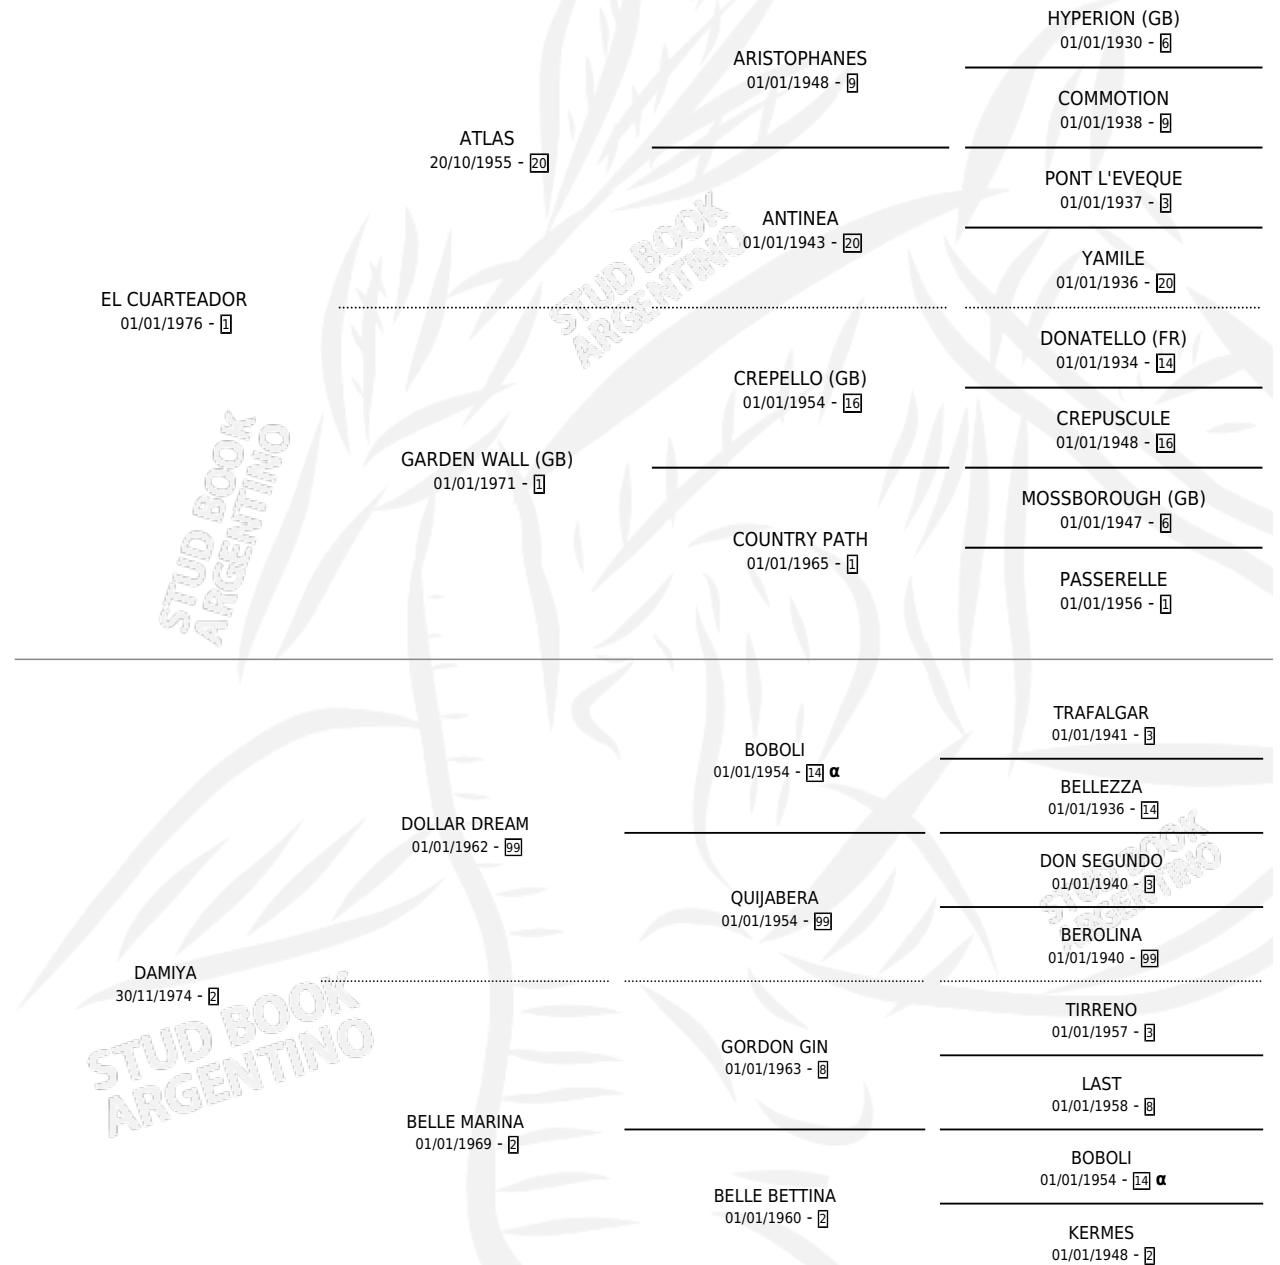 HYPERION (GB)
01/01/1930 - 6
ARISTOPHANES
01/01/1948 - 9
COMMOTION
01/01/1938 - 9
ATLAS
20/10/1955 - 20
PONT L'EVEQUE
01/01/1937 - 3
ANTINEA
01/01/1943 - 20
YAMILE
01/01/1936 - 20
EL CUARTEADOR
01/01/1976 - 1
DONATELLO (FR)
01/01/1934 - 14
CREPELLO (GB)
01/01/1954 - 16
CREPUSCULE
01/01/1948 - 16
GARDEN WALL (GB)
01/01/1971 - 1
MOSSBOROUGH (GB)
01/01/1947 - 6
COUNTRY PATH
01/01/1965 - 1
PASSERELLE
01/01/1956 - 1
TRAFALGAR
01/01/1941 - 3
BOBOLI
01/01/1954 - 14 α
BELLEZZA
01/01/1936 - 14
DOLLAR DREAM
01/01/1962 - 99
DON SEGUNDO
01/01/1940 - 3
QUIJABERA
01/01/1954 - 99
BEROLINA
01/01/1940 - 99
DAMIYA
30/11/1974 - 2
TIRRENO
01/01/1957 - 3
GORDON GIN
01/01/1963 - 8
LAST
01/01/1958 - 8
BELLE MARINA
01/01/1969 - 2
BOBOLI
01/01/1954 - 14 α
BELLE BETTINA
01/01/1960 - 2
KERMES
01/01/1948 - 2
STUD BOOK
ARGENTINO
STUD BOOK
ARGENTINO
STUD BOOK
ARGENTINO
STUD BOOK
ARGENTINO